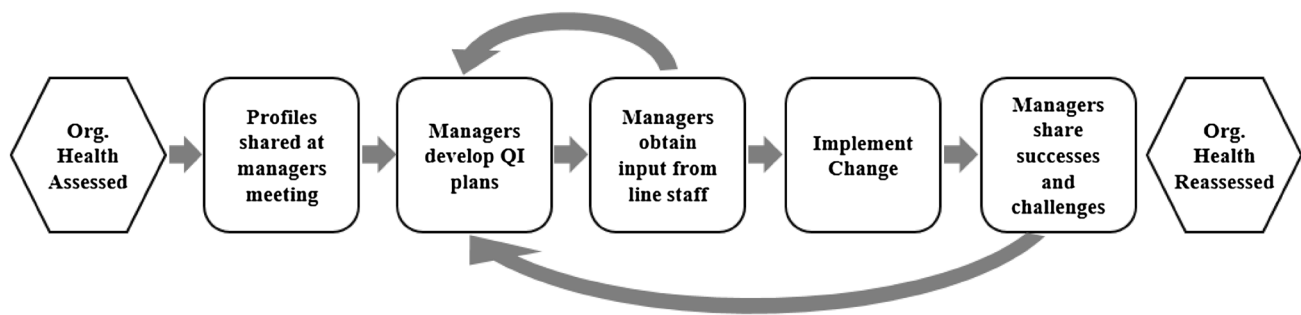 Org.
Health
Assessed
Profiles
shared at
managers
meeting
Managers
develop QI
plans
Managers
obtain
input from
line staff
Implement
Change
Managers
share
successes
and
challenges
Org.
Health
Reassessed